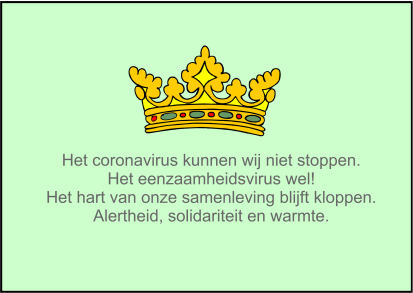 Het coronavirus kunnen wij niet stoppen.
Het eenzaamheidsvirus wel!
Het hart van onze samenleving blijft kloppen.
Alertheid, solidariteit en warmte.